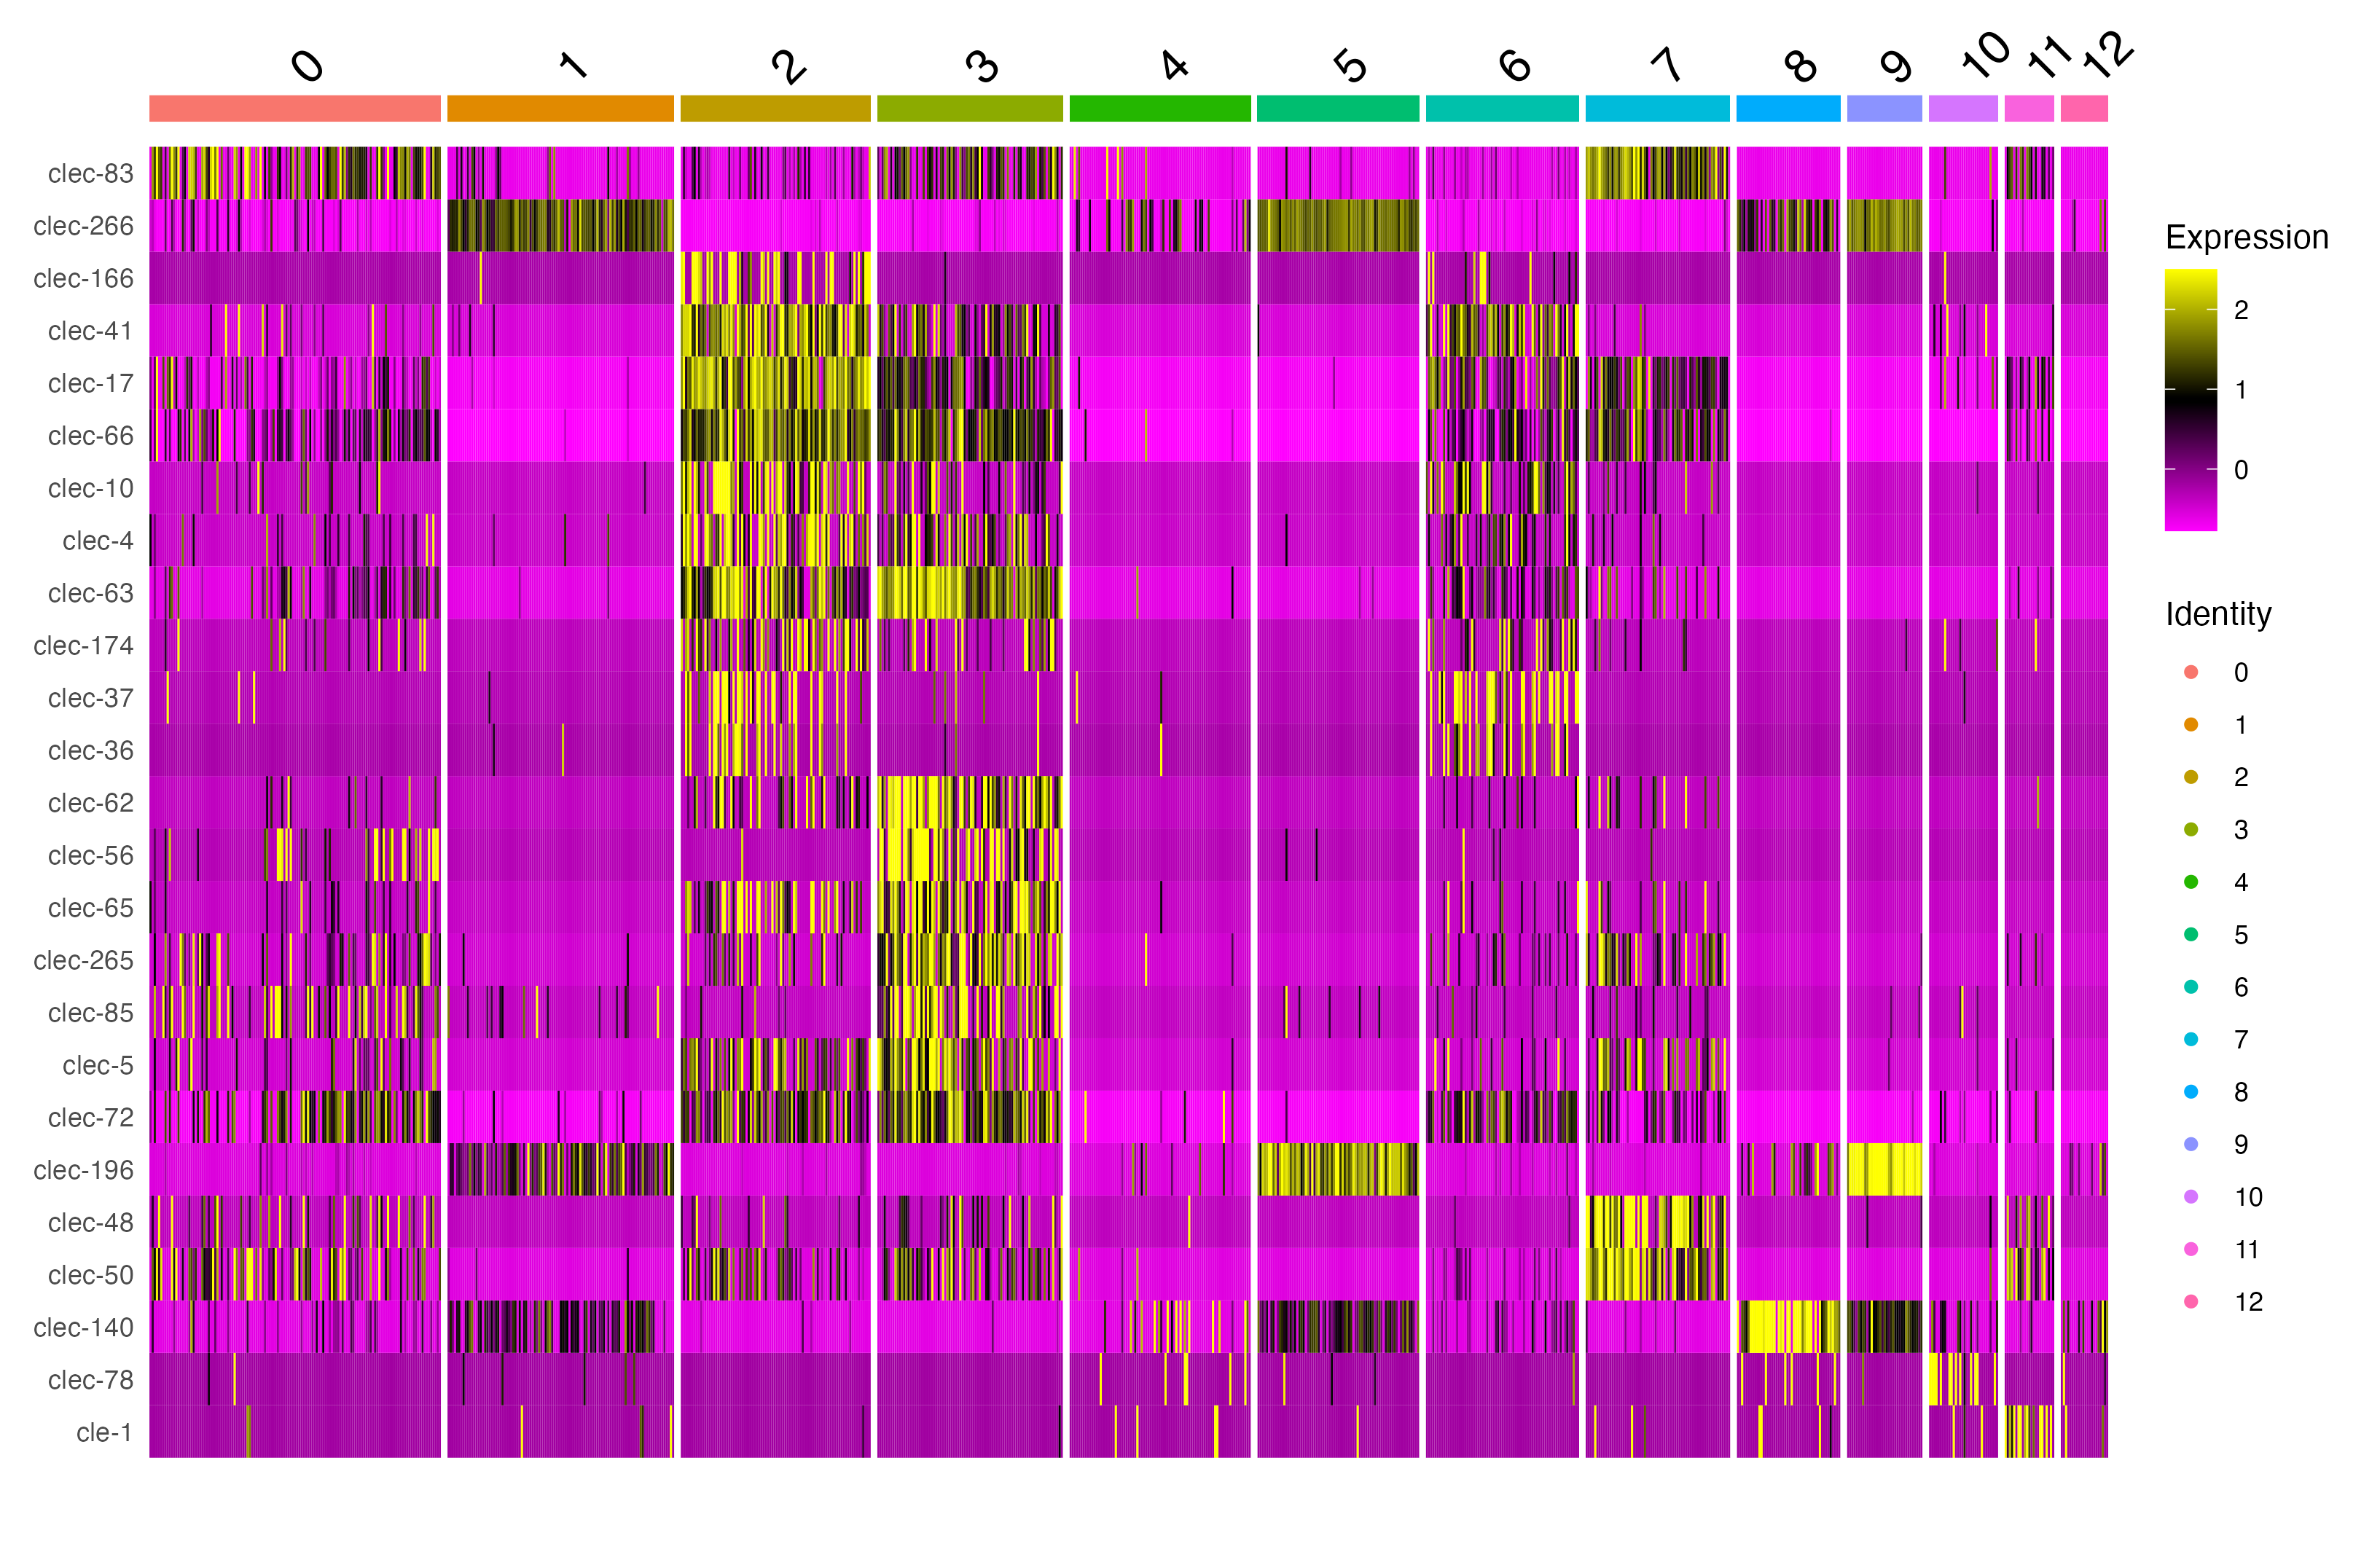 0 1 2 3 4 5 6 7 8 9 10 11 12
clec-83
clec-266
clec-166
clec-41
clec-17
clec-66
clec-10
clec-4
clec-63
clec-174
clec-37
clec-36
clec-62
clec-56
clec-65
clec-265
clec-85
clec-5
clec-72
clec-196
clec-48
clec-50
clec-140
clec-78
cle-1
Expression
2
1
0
Identity
0
1
2
3
4
5
6
7
8
9
10
11
12